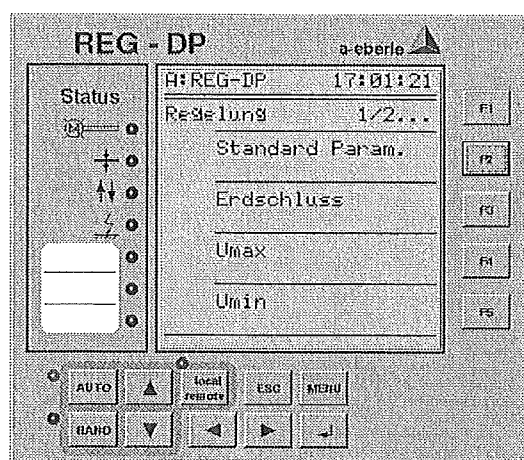 REG - DP
a-eberle
Status
A:REG-DP 17:01:21
Regelung 1/2...
Standard Param.
Erdschluss
Umax
Umin
M
F1
F2
F3
F4
F5
AUTO
local
remote
ESC
MENU
HAND